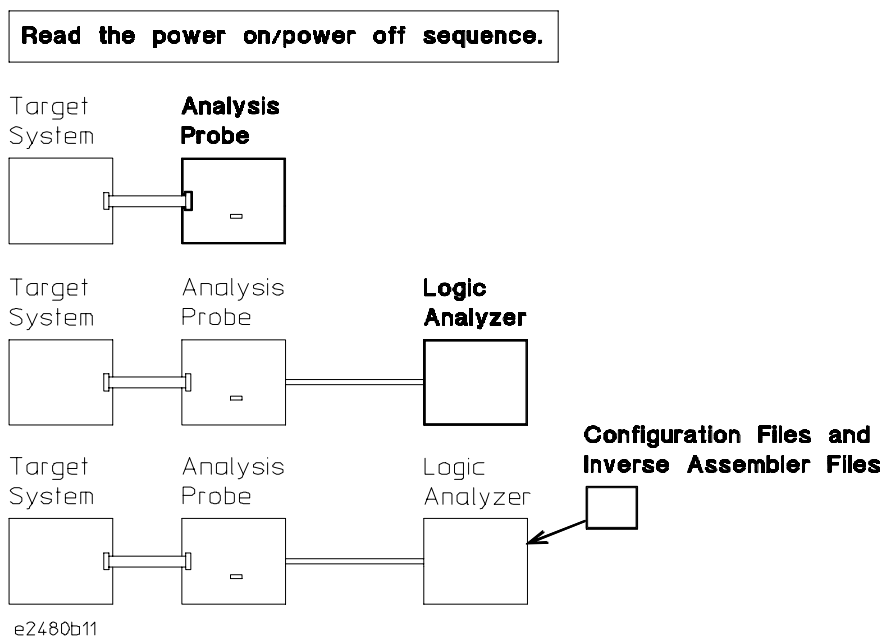 Read the power on/power off sequence.
Target
System
Analysis
Probe
Target
System
Analysis
Probe
Logic
Analyzer
Configuration Files and
Inverse Assembler Files
Target
System
Analysis
Probe
Logic
Analyzer
e2480b11